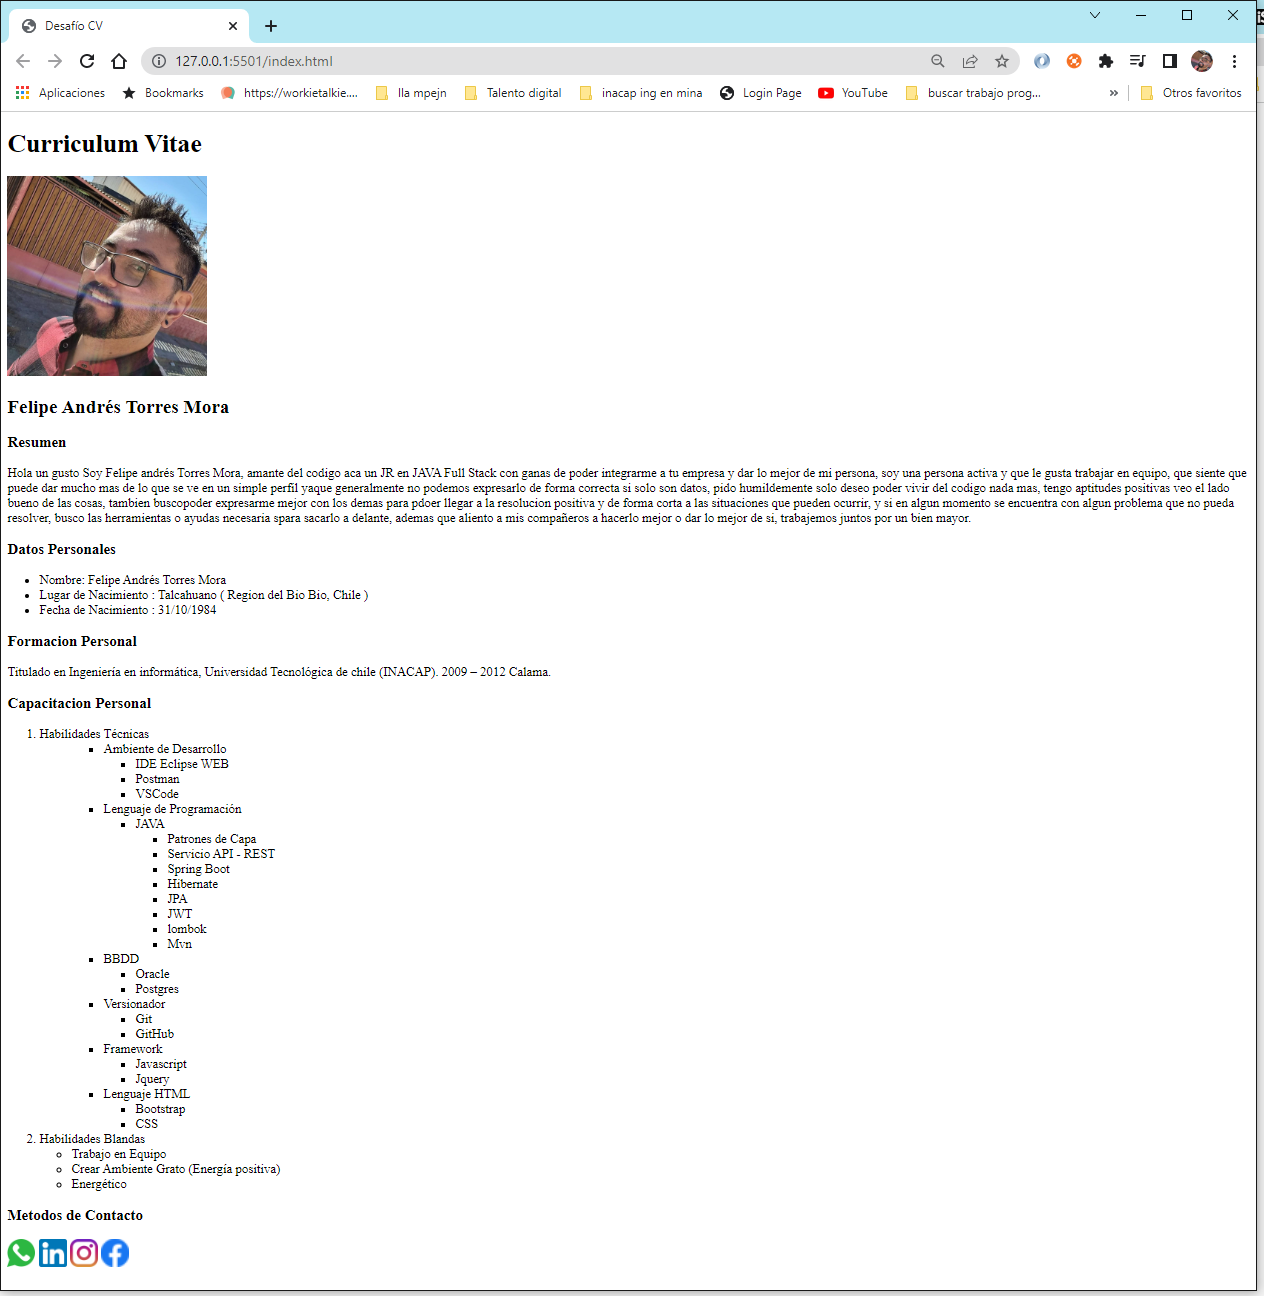 Desafío CV
127.0.0.1:5501/index.html
Aplicaciones Bookmarks https://workietalkie.... lla mpejn Talento digital inacap ing en mina Login Page YouTube buscar trabajo prog... » Otros favoritos
Curriculum Vitae
Felipe Andrés Torres Mora
Resumen
Hola un gusto Soy Felipe andrés Torres Mora, amante del codigo aca un JR en JAVA Full Stack con ganas de poder integrarme a tu empresa y dar lo mejor de mi persona, soy una persona activa y que le gusta trabajar en equipo, que siente que
puede dar mucho mas de lo que se ve en un simple perfil yaque generalmente no podemos expresarlo de forma correcta si solo son datos, pido humildemente solo deseo poder vivir del codigo nada mas, tengo aptitudes positivas veo el lado
bueno de las cosas, tambien buscopoder expresarme mejor con los demas para pdoer llegar a la resolucion positiva y de forma corta a las situaciones que pueden ocurrir, y si en algun momento se encuentra con algun problema que no pueda
resolver, busco las herramientas o ayudas necesaria spara sacarlo a delante, ademas que aliento a mis compañeros a hacerlo mejor o dar lo mejor de si, trabajemos juntos por un bien mayor.
Datos Personales
• Nombre: Felipe Andrés Torres Mora
• Lugar de Nacimiento : Talcahuano ( Region del Bio Bio, Chile )
• Fecha de Nacimiento : 31/10/1984
Formacion Personal
Titulado en Ingeniería en informática, Universidad Tecnológica de chile (INACAP). 2009 – 2012 Calama.
Capacitacion Personal
1. Habilidades Técnicas
▪ Ambiente de Desarrollo
▪ IDE Eclipse WEB
▪ Postman
▪ VSCode
▪ Lenguaje de Programación
▪ JAVA
▪ Patrones de Capa
▪ Servicio API - REST
▪ Spring Boot
▪ Hibernate
▪ JPA
▪ JWT
▪ lombok
▪ Mvn
▪ BBDD
▪ Oracle
▪ Postgres
▪ Versionador
▪ Git
▪ GitHub
▪ Framework
▪ Javascript
▪ Jquery
▪ Lenguaje HTML
▪ Bootstrap
▪ CSS
2. Habilidades Blandas
◦ Trabajo en Equipo
◦ Crear Ambiente Grato (Energía positiva)
◦ Energético
Metodos de Contacto
in